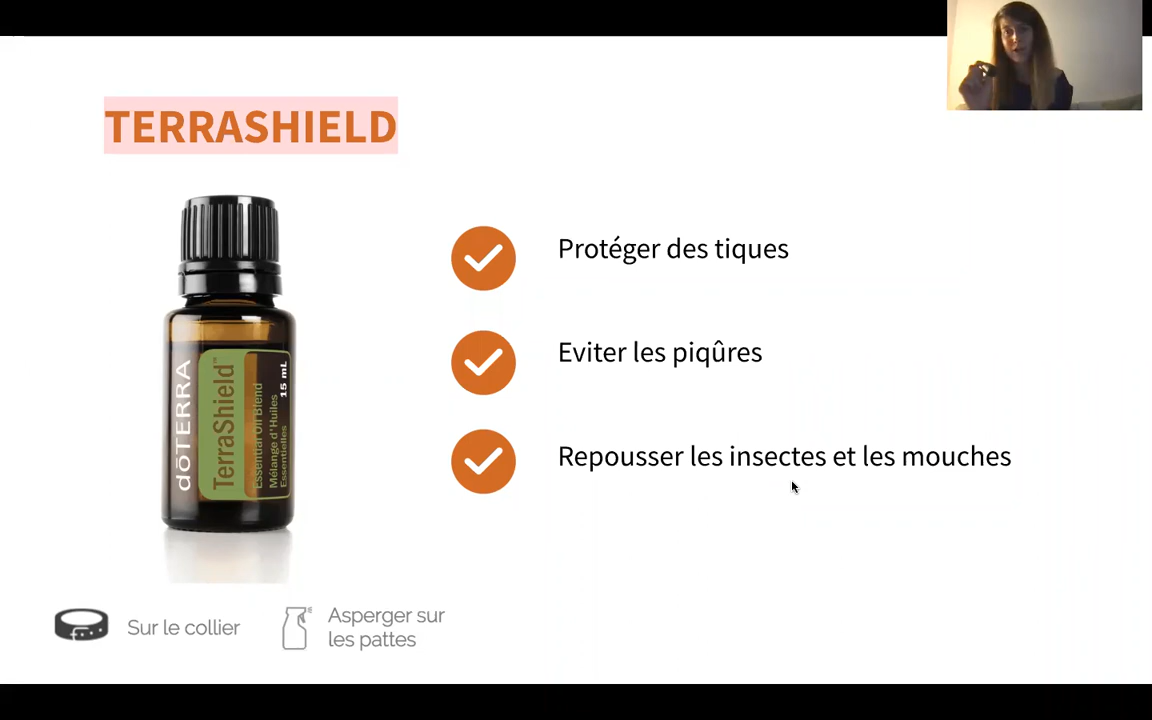 TERRASHIELD
Protéger des tiques
Eviter les piqûres
Repousser les insectes et les mouches
dōTERRA
TerraShield™
Essential Oil Blend
Mélange d'Huiles
Essentielles
15 mL
Sur le collier
Asperger sur
les pattes